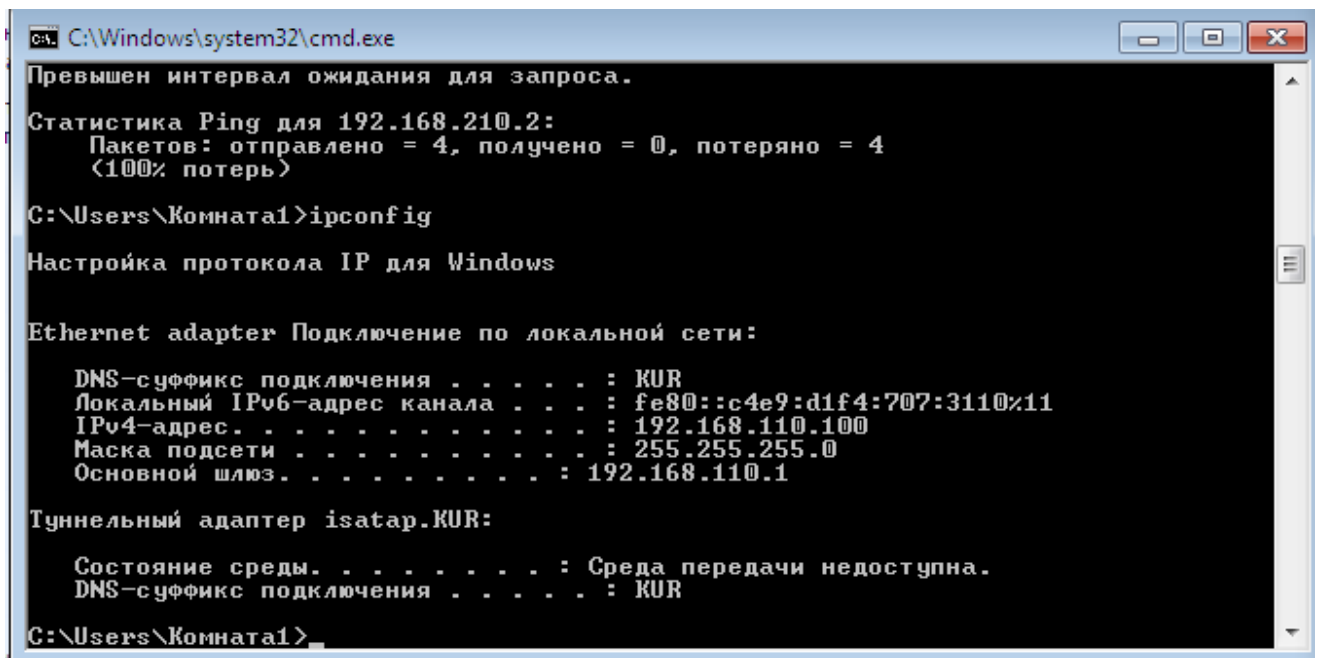 C:\Windows\system32\cmd.exe
Превышен интервал ожидания для запроса.
Статистика Ping для 192.168.210.2:
Пакетов: отправлено = 4, получено = 0, потеряно = 4
(100% потерь)
C:\Users\Комната1>ipconfig
Настройка протокола IP для Windows
Ethernet adapter Подключение по локальной сети:
DNS-суффикс подключения . . . . . : KUR
Локальный IPv6-адрес канала . . . : fe80::c4e9:d1f4:707:3110%11
IPv4-адрес. . . . . . . . . . . . : 192.168.110.100
Маска подсети . . . . . . . . . . : 255.255.255.0
Основной шлюз. . . . . . . . . : 192.168.110.1
Туннельный адаптер isatap.KUR:
Состояние среды. . . . . . . . : Среда передачи недоступна.
DNS-суффикс подключения . . . . . : KUR
C:\Users\Комната1>_